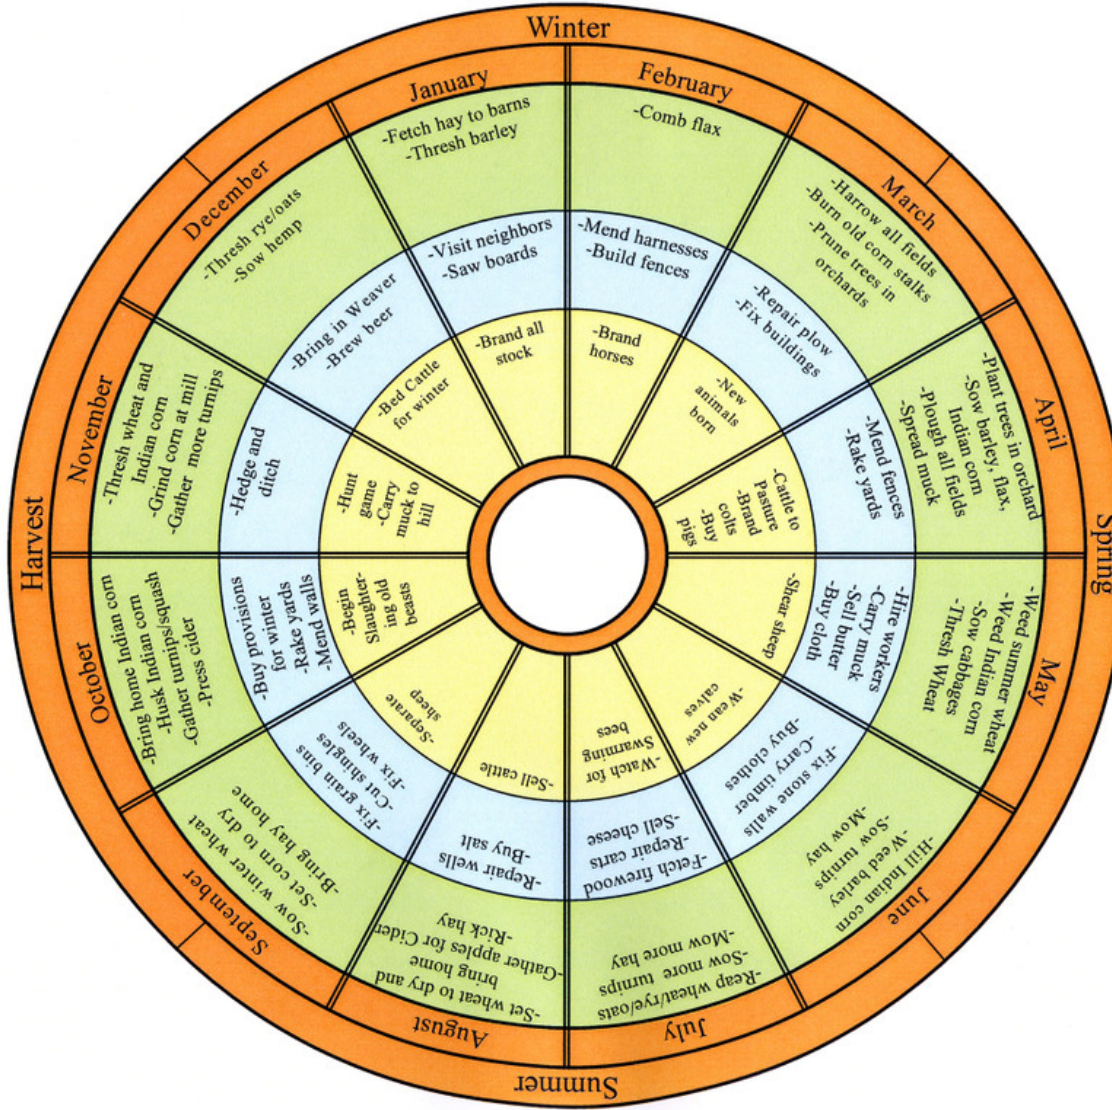 Winter
January
-Fetch hay to barns
-Thresh barley
-Visit neighbors
-Saw boards
-Brand all
stock
February
-Comb flax
-Mend harnesses
-Build fences
-Brand
horses
March
-Harrow all fields
-Burn old corn stalks
-Prune trees in
orchards
-Repair plow
-Fix buildings
-New
animals
born
Spring
April
-Plant trees in orchard
-Sow barley, flax,
Indian corn
-Plough all fields
-Spread muck
-Mend fences
-Rake yards
-Cattle to
Pasture
-Brand
colts
-Buy
pigs
May
-Weed summer wheat
-Weed Indian corn
-Sow cabbages
-Thresh Wheat
-Hire workers
-Carry muck
-Sell butter
-Buy cloth
-Shear sheep
June
-Hill Indian corn
-Weed barley
-Sow turnips
-Mow hay
-Fix stone walls
-Carry timber
-Buy clothes
-Wean new
calves
Summer
July
-Reap wheat/rye/oats
-Sow more turnips
-Mow more hay
-Fetch firewood
-Repair carts
-Sell cheese
-Watch for
Swarming
bees
August
-Set wheat to dry and
bring home
-Gather apples for Cider
-Rick hay
-Repair wells
-Buy salt
-Sell cattle
September
-Sow winter wheat
-Set corn to dry
-Bring hay home
-Fix grain bins
-Cut shingles
-Fix wheels
-Separate
sheep
Harvest
October
-Bring home Indian corn
-Husk Indian corn
-Gather turnips/squash
-Press cider
-Buy provisions
for winter
-Rake yards
-Mend walls
-Begin
Slaughter-
ing old
beasts
November
-Thresh wheat and
Indian corn
-Grind corn at mill
-Gather more turnips
-Hedge and
ditch
-Hunt
game
-Carry
muck to
hill
December
-Thresh rye/oats
-Sow hemp
-Bring in Weaver
-Brew beer
-Bed Cattle
for winter